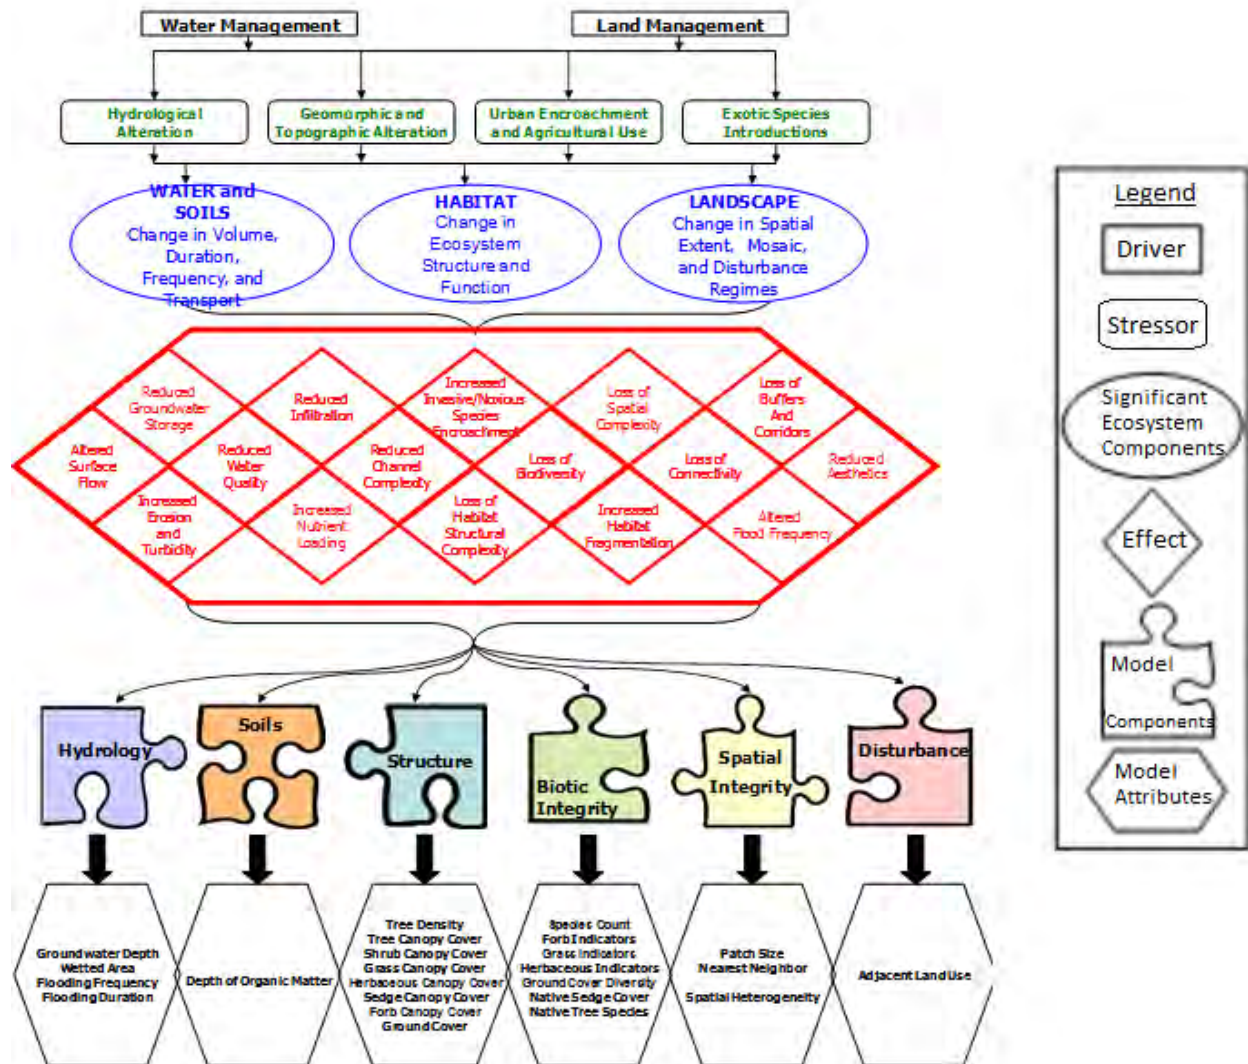 Water Management
Land Management
Hydrological
Alteration
Geomorphic and
Topographic Alteration
Urban Encroachment
and Agricultural Use
Exotic Species
Introductions
WATER and
SOILS
Change in Volume,
Duration,
Frequency, and
Transport
HABITAT
Change in
Ecosystem
Structure and
Function
LANDSCAPE
Change in Spatial
Extent, Mosaic,
and Disturbance
Regimes
Reduced
Groundwater
Storage
Reduced
Infiltration
Increased
Invasive/Noxious
Species
Encroachment
Loss of
Spatial
Complexity
Loss of
Buffers
And
Corridors
Altered
Surface
Flow
Reduced
Water
Quality
Reduced
Channel
Complexity
Loss of
Biodiversity
Loss of
Connectivity
Reduced
Aesthetics
Increased
Erosion
and
Turbidity
Increased
Nutrient
Loading
Loss of
Habitat
Structural
Complexity
Increased
Habitat
Fragmentation
Altered
Flood Frequency
Hydrology
Soils
Structure
Biotic
Integrity
Spatial
Integrity
Disturbance
Groundwater Depth
Wetted Area
Flooding Frequency
Flooding Duration
Depth of Organic Matter
Tree Density
Tree Canopy Cover
Shrub Canopy Cover
Grass Canopy Cover
Herbaceous Canopy Cover
Sedge Canopy Cover
Forb Canopy Cover
Ground Cover
Species Count
Forb Indicators
Grass Indicators
Herbaceous Indicators
Ground Cover Diversity
Native Sedge Cover
Native Tree Species
Patch Size
Nearest Neighbor
Spatial Heterogeneity
Adjacent Land Use
Legend
Driver
Stressor
Significant
Ecosystem
Components
Effect
Model
Components
Model
Attributes